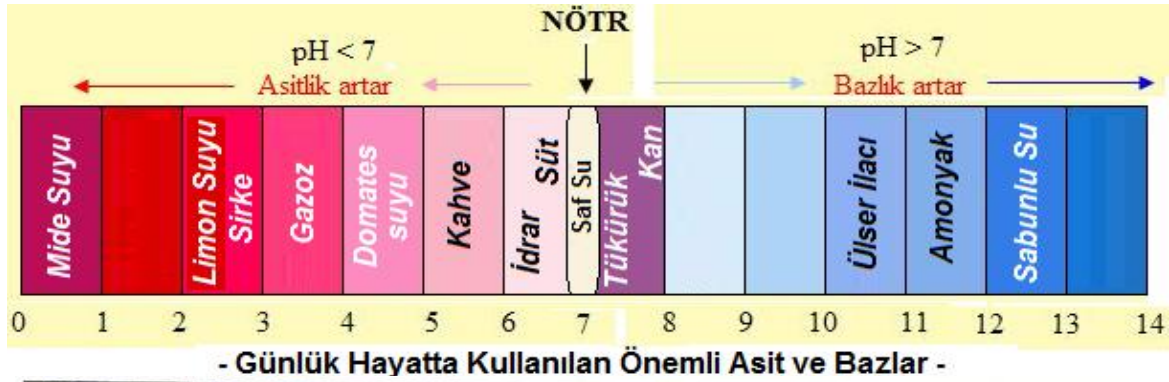 NÖTR
pH < 7
pH > 7
Asitlik artar
Bazlık artar
Mide Suyu
Limon Suyu
Sirke
Gazoz
Domates
suyu
Kahve
İdrar
Süt
Saf Su
Tükürük
Kan
Ülser İlacı
Amonyak
Sabunlu Su
0 1 2 3 4 5 6 7 8 9 10 11 12 13 14
- Günlük Hayatta Kullanılan Önemli Asit ve Bazlar -